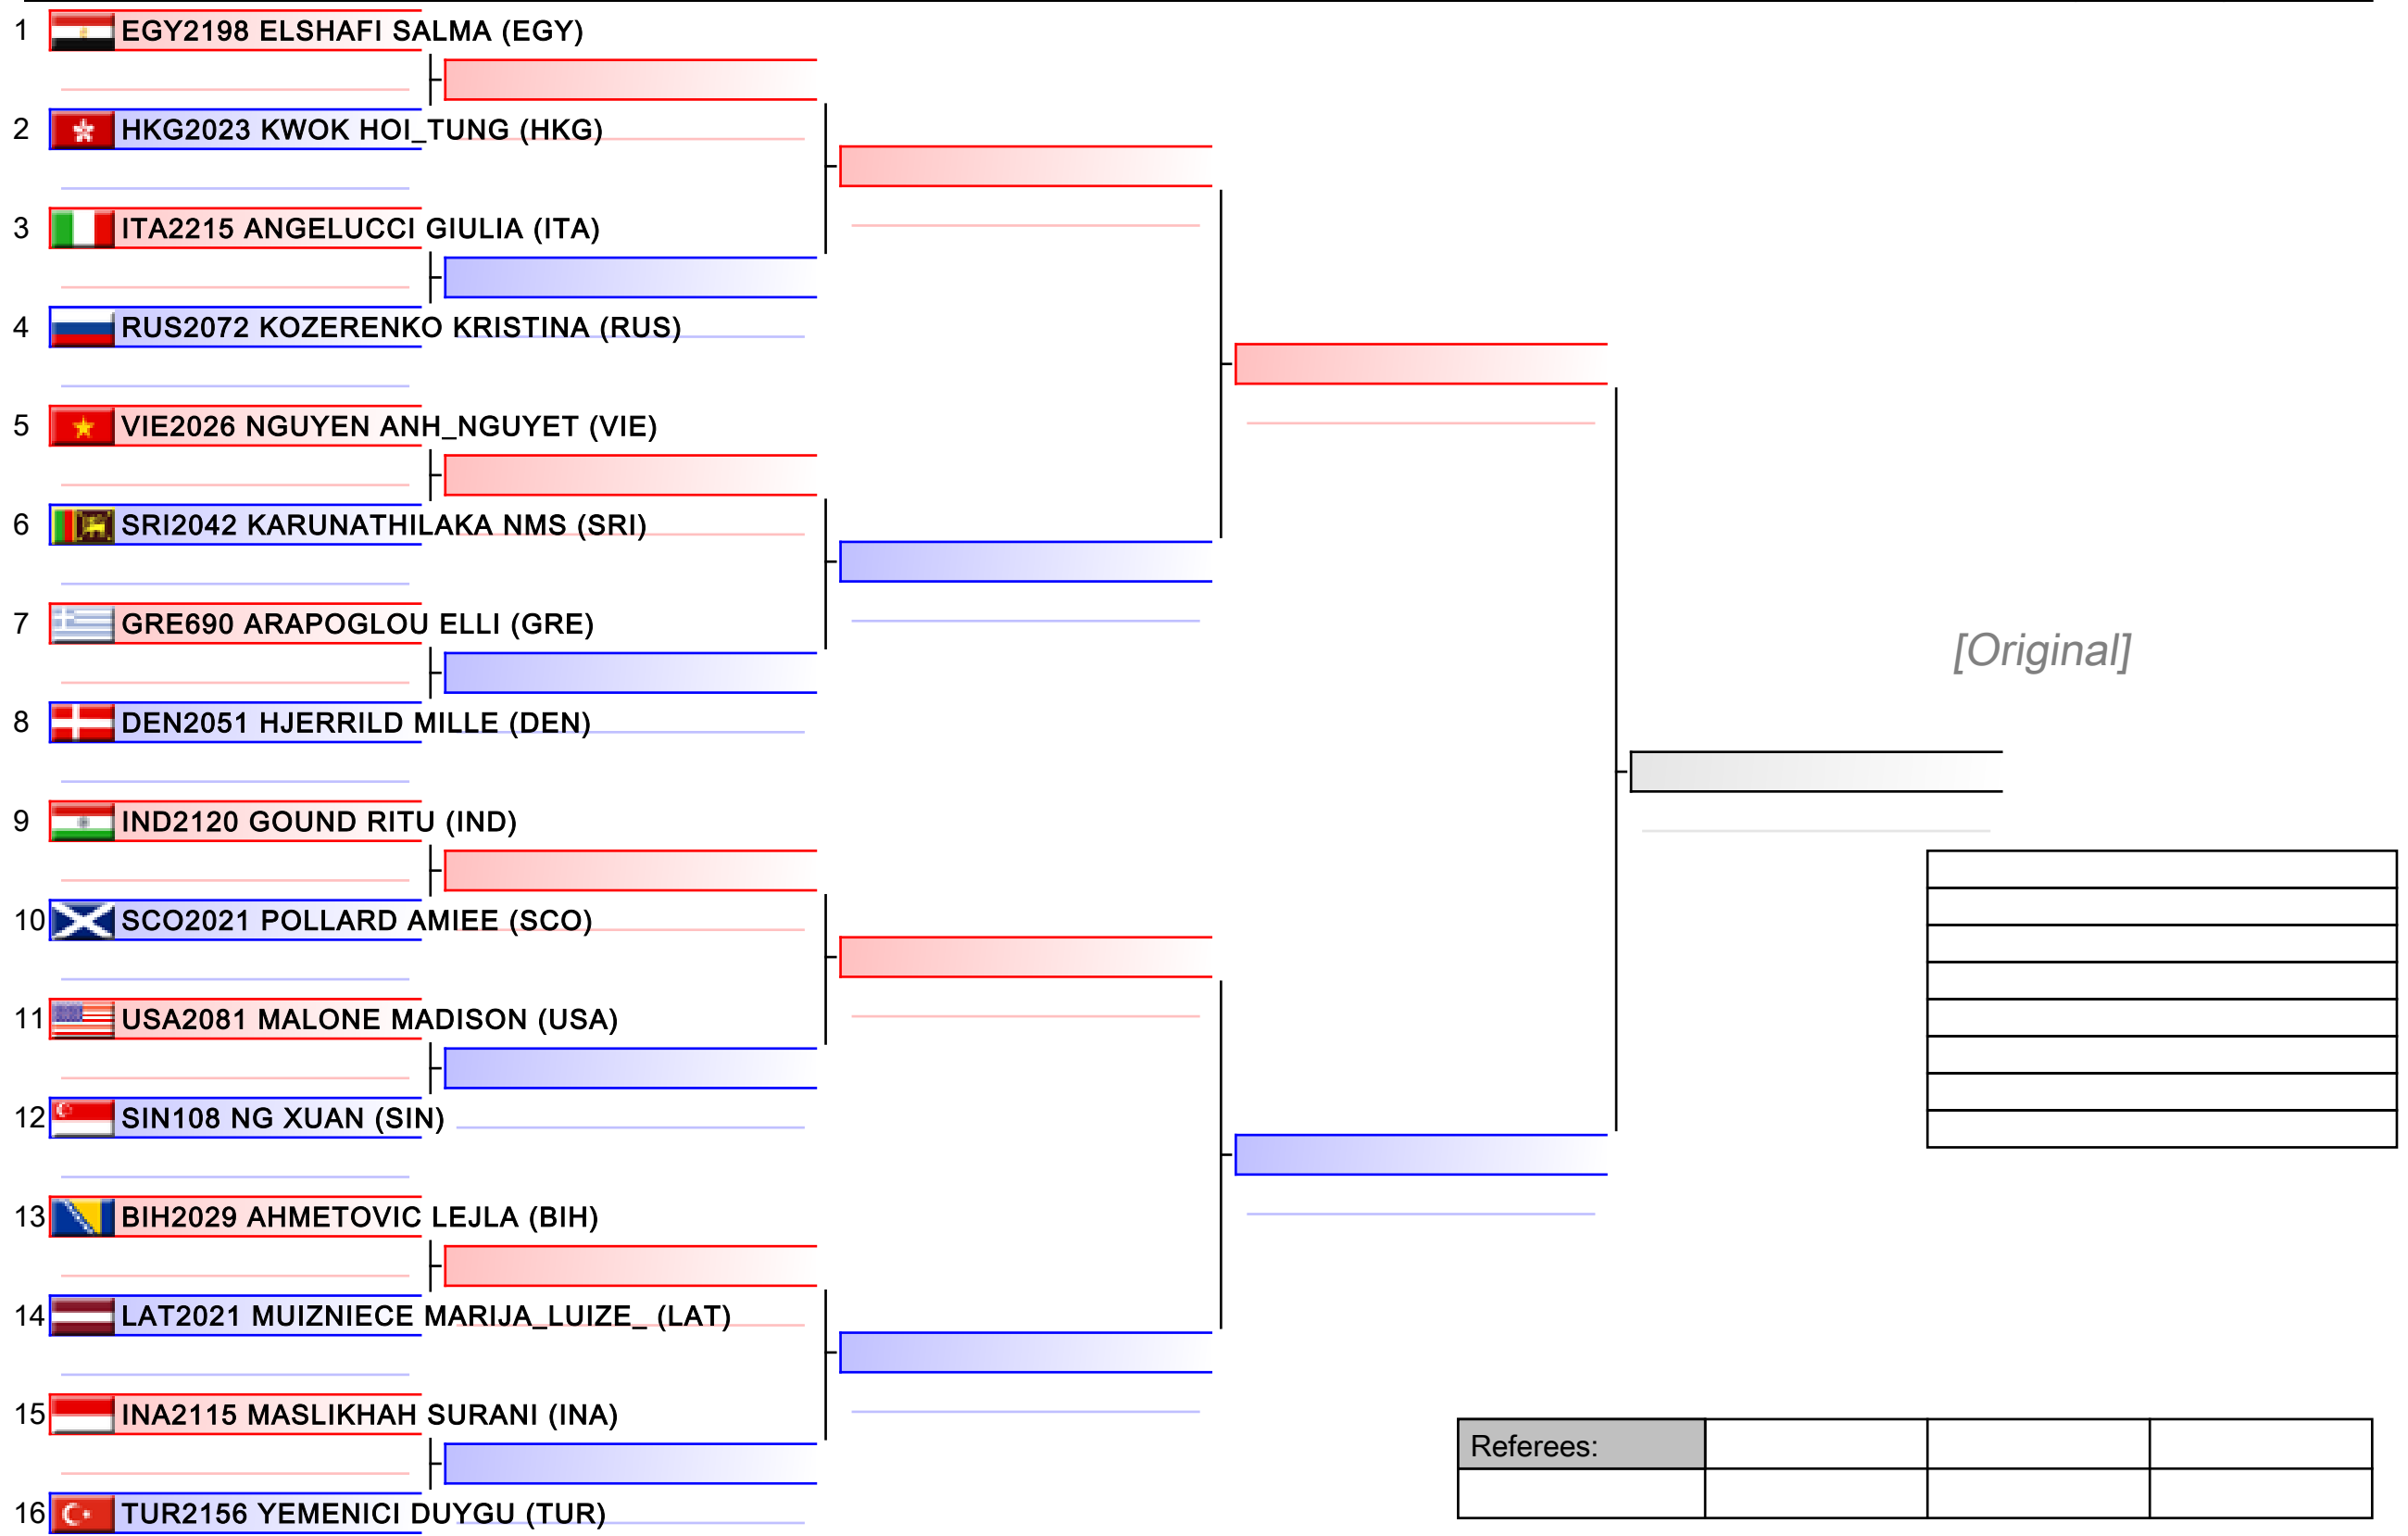 1 EGY2198 ELSHAFI SALMA (EGY)
2 HKG2023 KWOK HOI_TUNG (HKG)
3 ITA2215 ANGELUCCI GIULIA (ITA)
4 RUS2072 KOZERENKO KRISTINA (RUS)
5 VIE2026 NGUYEN ANH_NGUYET (VIE)
6 SRI2042 KARUNATHILAKA NMS (SRI)
7 GRE690 ARAPOGLOU ELLI (GRE)
[Original]
8 DEN2051 HJERRILD MILLE (DEN)
9 IND2120 GOUND RITU (IND)
10 SCO2021 POLLARD AMIEE (SCO)
11 USA2081 MALONE MADISON (USA)
12 SIN108 NG XUAN (SIN)
13 BIH2029 AHMETOVIC LEJLA (BIH)
14 LAT2021 MUIZNIECE MARIJA_LUIZE_ (LAT)
15 INA2115 MASLIKHAH SURANI (INA)
Referees:
16 TUR2156 YEMENICI DUYGU (TUR)